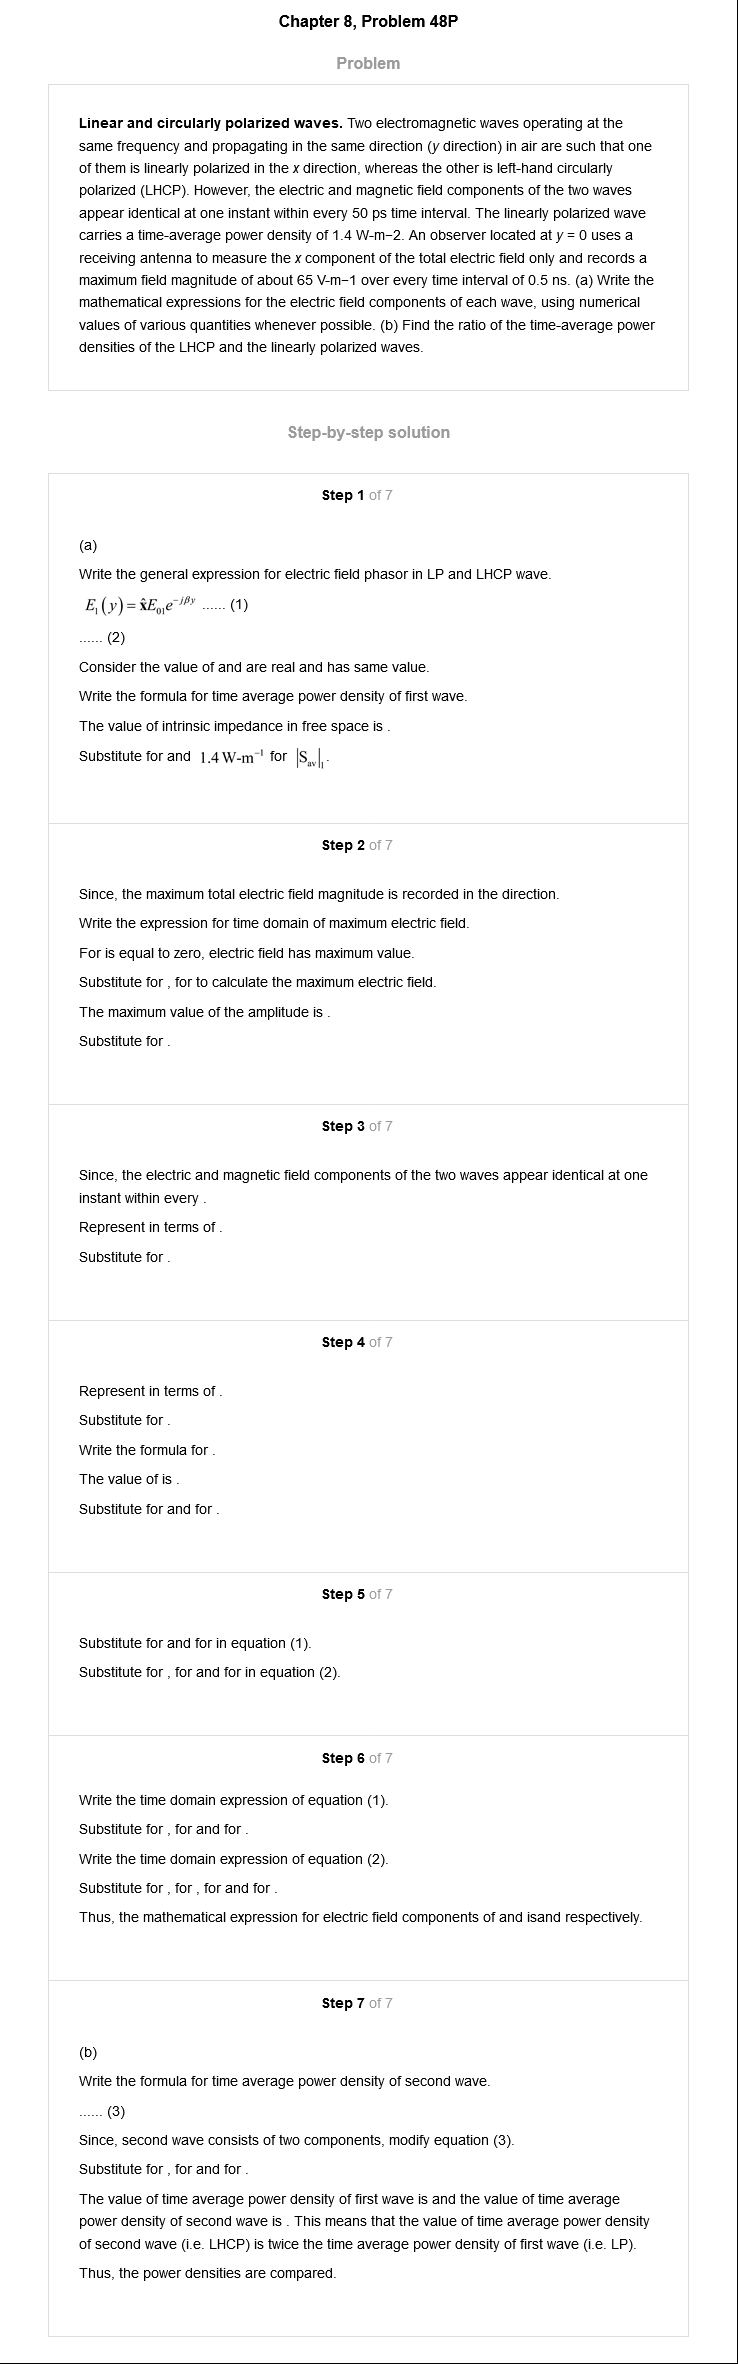 Chapter 8, Problem 48P
Problem
Linear and circularly polarized waves. Two electromagnetic waves operating at the
same frequency and propagating in the same direction (y direction) in air are such that one
of them is linearly polarized in the x direction, whereas the other is left-hand circularly
polarized (LHCP). However, the electric and magnetic field components of the two waves
appear identical at one instant within every 50 ps time interval. The linearly polarized wave
carries a time-average power density of 1.4 W-m−2. An observer located at y = 0 uses a
receiving antenna to measure the x component of the total electric field only and records a
maximum field magnitude of about 65 V-m−1 over every time interval of 0.5 ns. (a) Write the
mathematical expressions for the electric field components of each wave, using numerical
values of various quantities whenever possible. (b) Find the ratio of the time-average power
densities of the LHCP and the linearly polarized waves.
Step-by-step solution
Step 1 of 7
(a)
Write the general expression for electric field phasor in LP and LHCP wave.
E₁(y) = x̂E₀₁e^{−jβy} ...... (1)
...... (2)
Consider the value of and are real and has same value.
Write the formula for time average power density of first wave.
The value of intrinsic impedance in free space is .
Substitute for and 1.4 W-m⁻¹ for |S_av|₁.
Step 2 of 7
Since, the maximum total electric field magnitude is recorded in the direction.
Write the expression for time domain of maximum electric field.
For is equal to zero, electric field has maximum value.
Substitute for , for to calculate the maximum electric field.
The maximum value of the amplitude is .
Substitute for .
Step 3 of 7
Since, the electric and magnetic field components of the two waves appear identical at one
instant within every .
Represent in terms of .
Substitute for .
Step 4 of 7
Represent in terms of .
Substitute for .
Write the formula for .
The value of is .
Substitute for and for .
Step 5 of 7
Substitute for and for in equation (1).
Substitute for , for and for in equation (2).
Step 6 of 7
Write the time domain expression of equation (1).
Substitute for , for and for .
Write the time domain expression of equation (2).
Substitute for , for , for and for .
Thus, the mathematical expression for electric field components of and isand respectively.
Step 7 of 7
(b)
Write the formula for time average power density of second wave.
...... (3)
Since, second wave consists of two components, modify equation (3).
Substitute for , for and for .
The value of time average power density of first wave is and the value of time average
power density of second wave is . This means that the value of time average power density
of second wave (i.e. LHCP) is twice the time average power density of first wave (i.e. LP).
Thus, the power densities are compared.